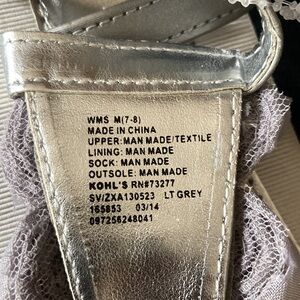 WMS M(7-8)
MADE IN CHINA
UPPER: MAN MADE/TEXTILE
LINING: MAN MADE
SOCK: MAN MADE
OUTSOLE: MAN MADE
KOHL'S RN#73277
SV/ZXA130523 LT GREY
165853 03/14
097256248041